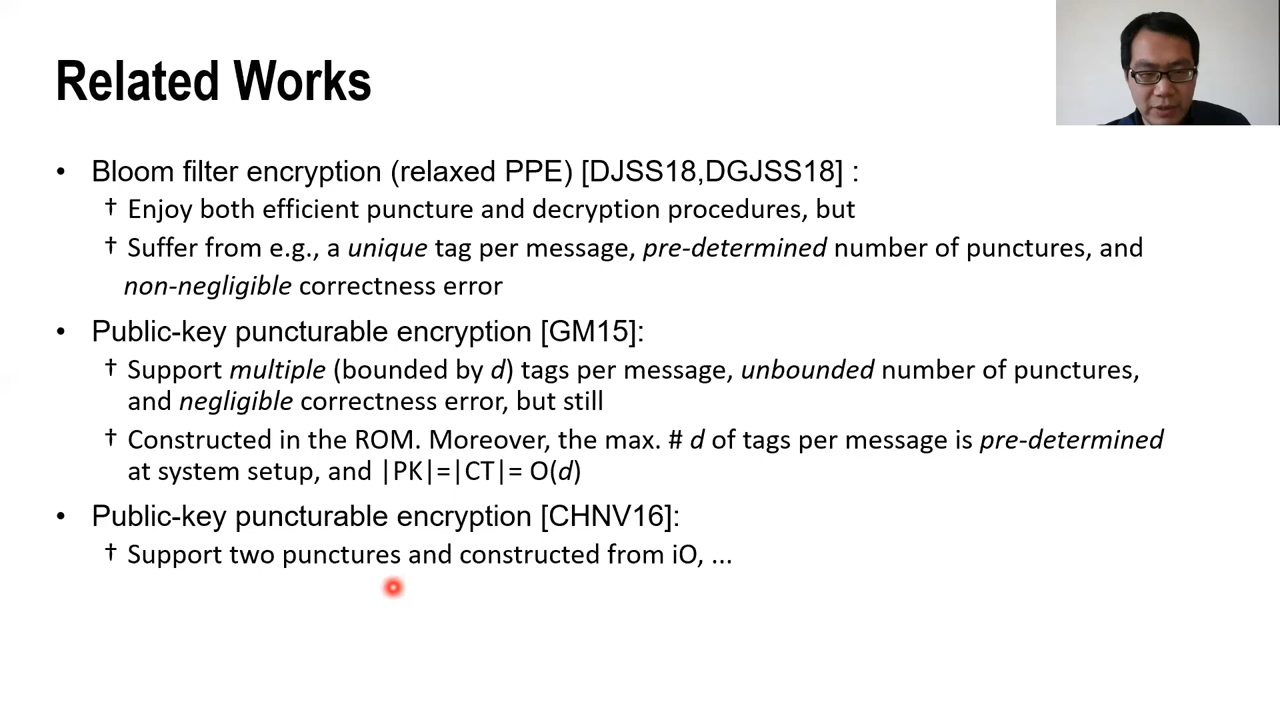 Related Works
• Bloom filter encryption (relaxed PPE) [DJSS18,DGJSS18] :
† Enjoy both efficient puncture and decryption procedures, but
† Suffer from e.g., a unique tag per message, pre-determined number of punctures, and
non-negligible correctness error
• Public-key puncturable encryption [GM15]:
† Support multiple (bounded by d) tags per message, unbounded number of punctures,
and negligible correctness error, but still
† Constructed in the ROM. Moreover, the max. # d of tags per message is pre-determined
at system setup, and |PK|=|CT|= O(d)
• Public-key puncturable encryption [CHNV16]:
† Support two punctures and constructed from iO, ...